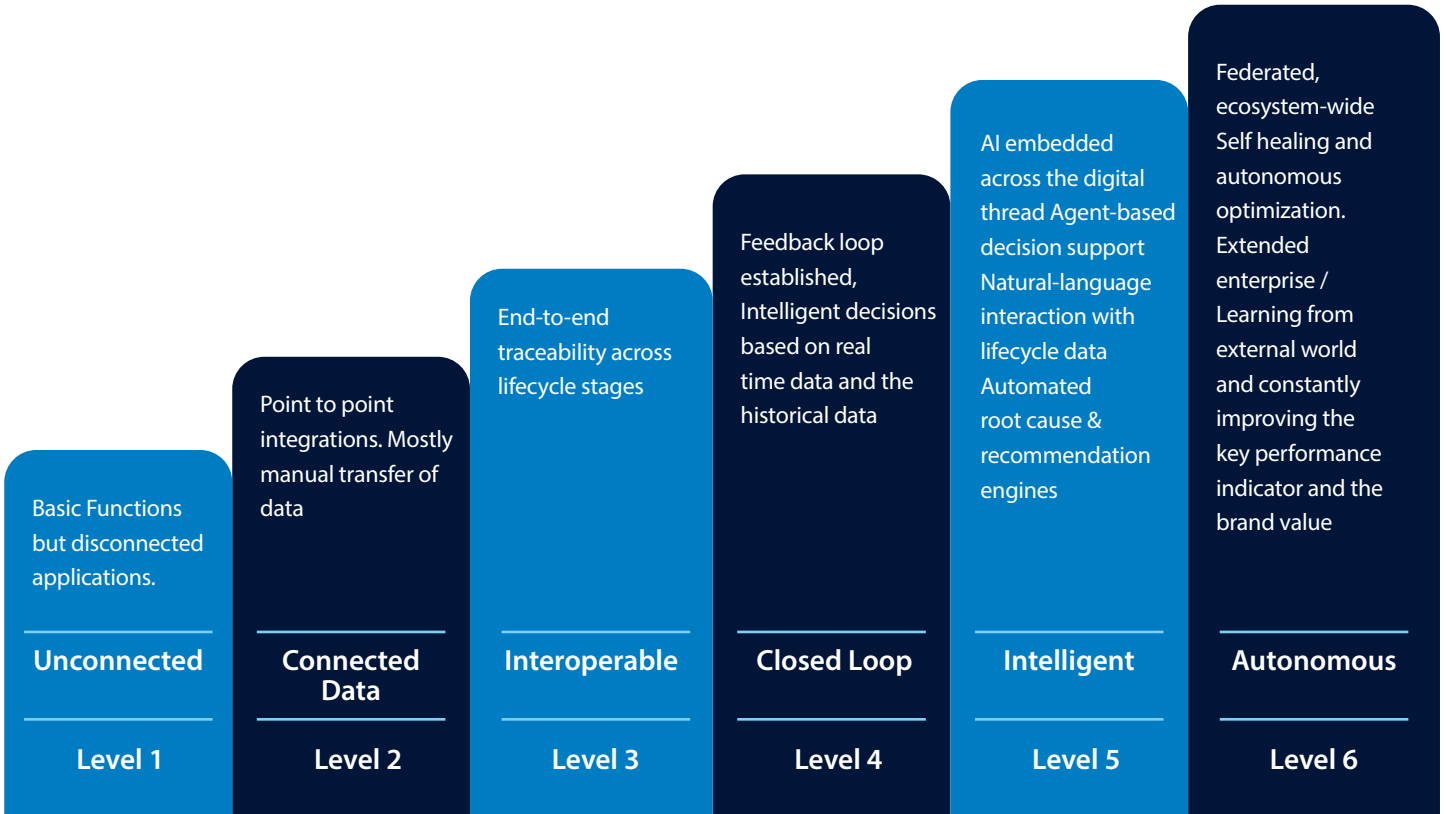 Basic Functions
but disconnected
applications.
Unconnected
Level 1
Point to point
integrations. Mostly
manual transfer of
data
Connected
Data
Level 2
End-to-end
traceability across
lifecycle stages
Interoperable
Level 3
Feedback loop
established,
Intelligent decisions
based on real
time data and the
historical data
Closed Loop
Level 4
AI embedded
across the digital
thread Agent-based
decision support
Natural-language
interaction with
lifecycle data
Automated
root cause &
recommendation
engines
Intelligent
Level 5
Federated,
ecosystem-wide
Self healing and
autonomous
optimization.
Extended
enterprise /
Learning from
external world
and constantly
improving the
key performance
indicator and the
brand value
Autonomous
Level 6